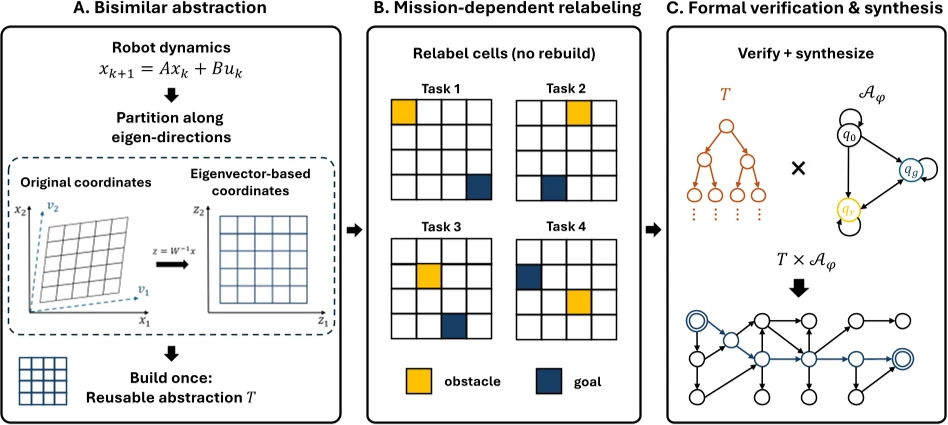 A. Bisimilar abstraction
Robot dynamics
x_{k+1} = Ax_k + Bu_k
Partition along
eigen-directions
Original coordinates
Eigenvector-based
coordinates
x_2
v_2
v_1
x_1
z = W^{-1}x
z_2
z_1
Build once:
Reusable abstraction T
B. Mission-dependent relabeling
Relabel cells (no rebuild)
Task 1
Task 2
Task 3
Task 4
obstacle
goal
C. Formal verification & synthesis
Verify + synthesize
T
×
𝒜_φ
q_0
q_g
q_r
T × 𝒜_φ